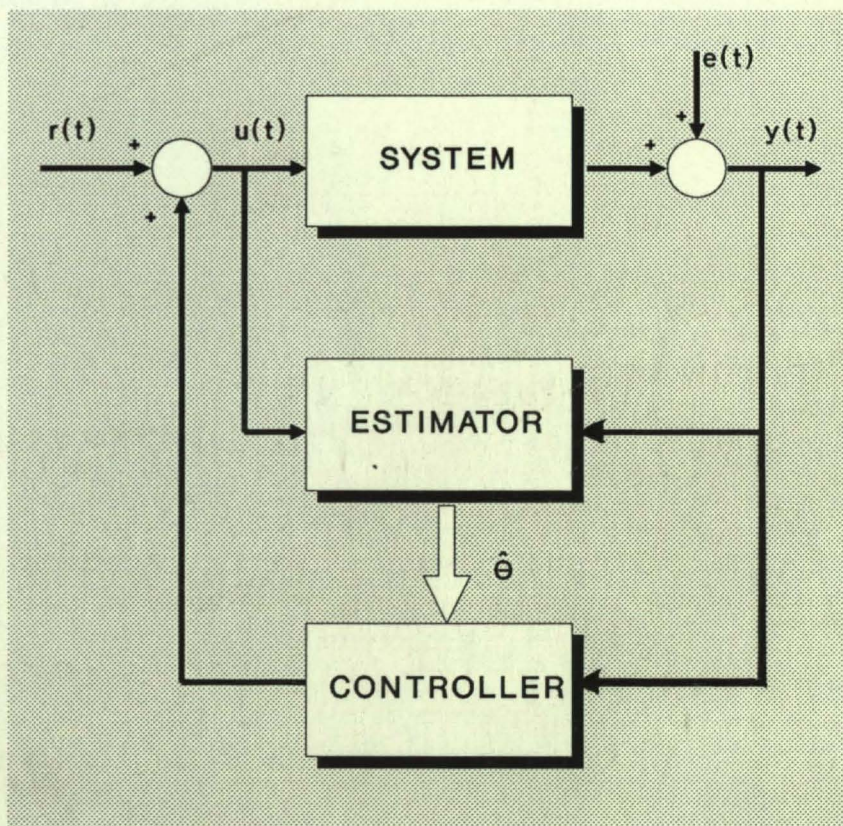 e(t)
r(t) + u(t) SYSTEM + + y(t)
+
ESTIMATOR
θ̂
CONTROLLER